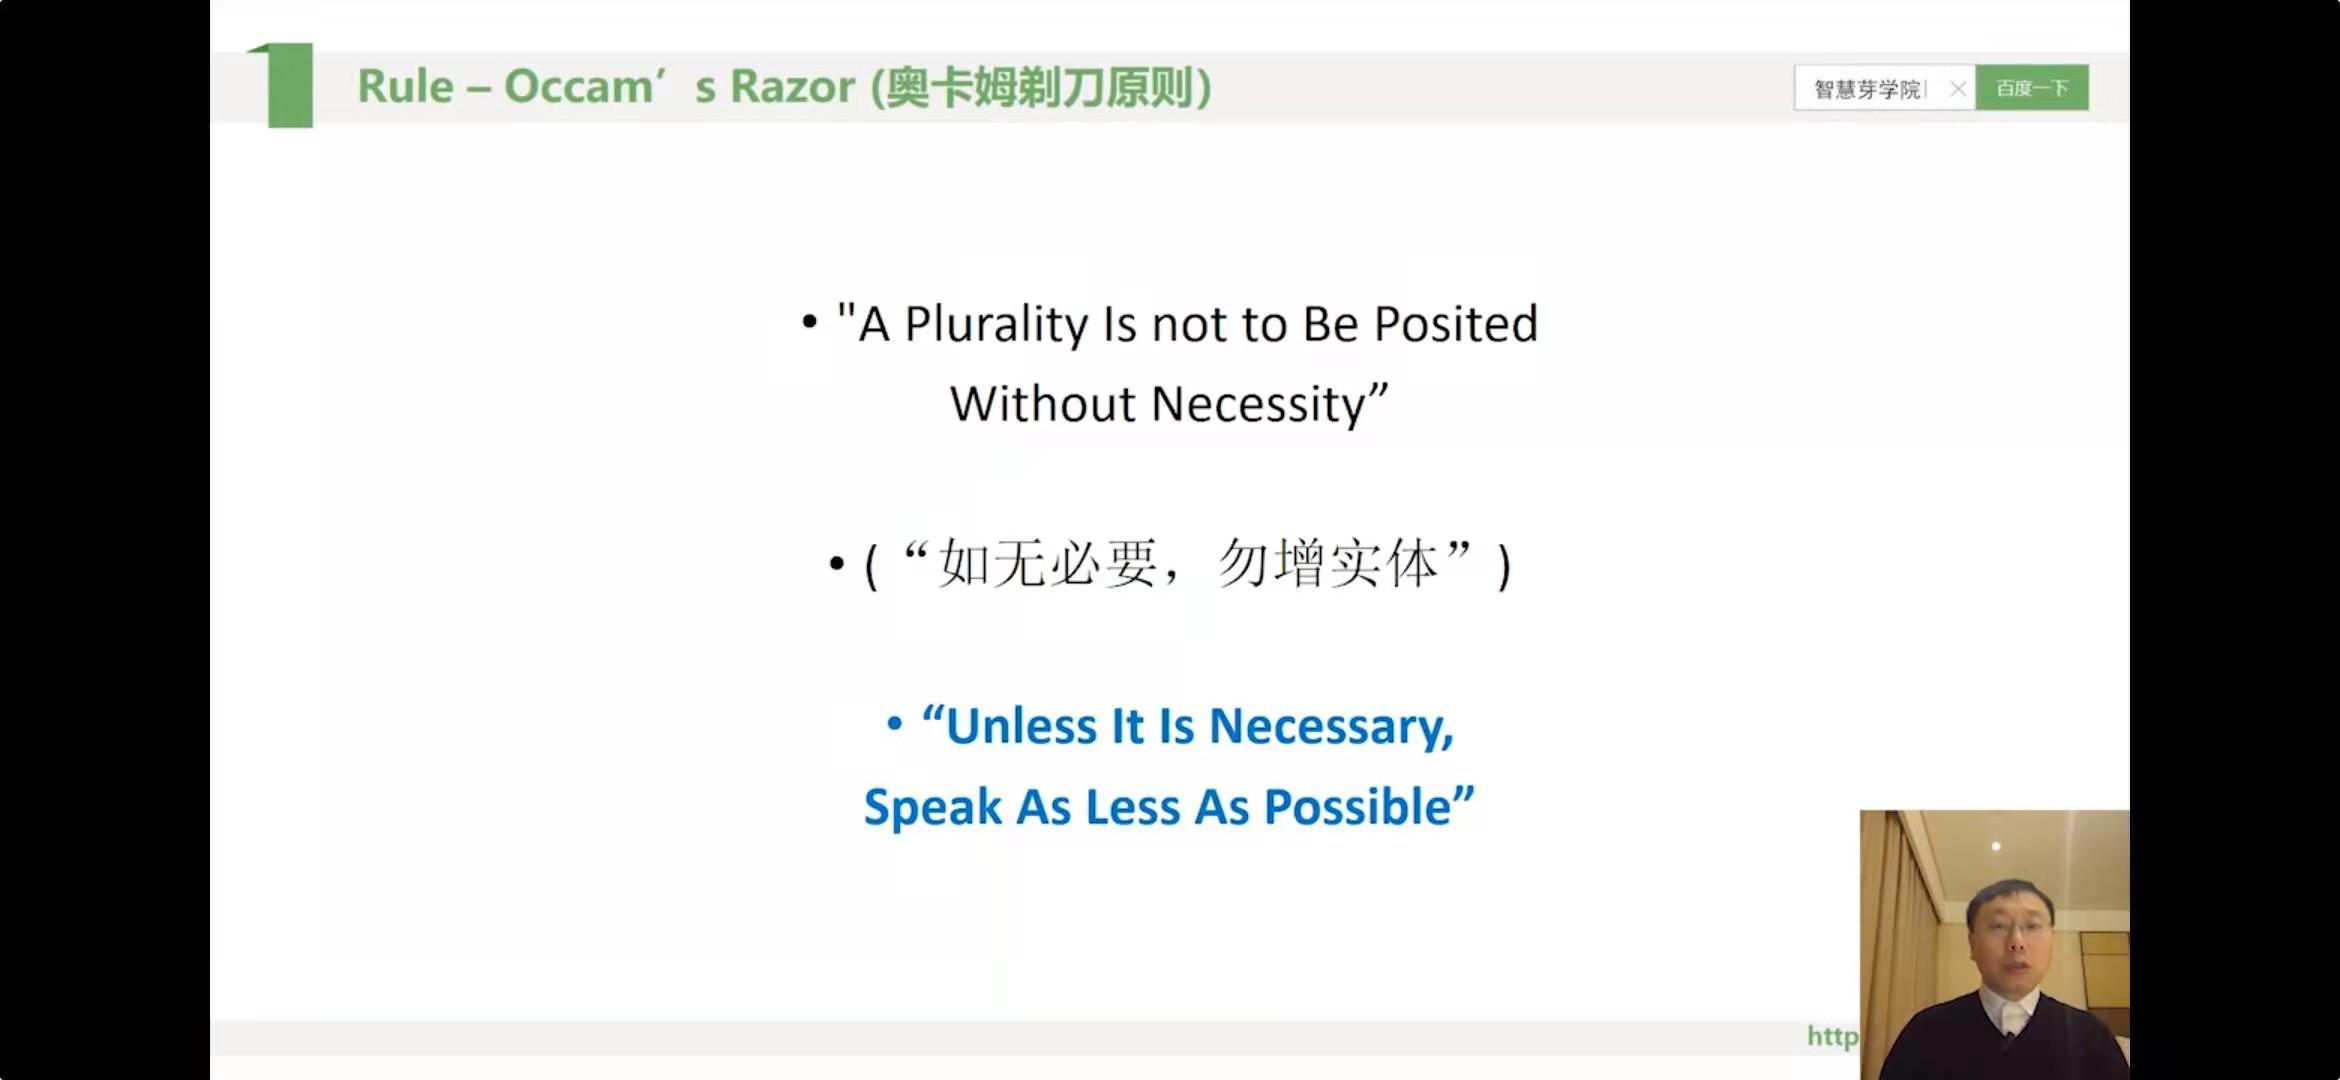 Rule – Occam’s Razor (奥卡姆剃刀原则)
智慧芽学院
百度一下
• "A Plurality Is not to Be Posited
Without Necessity”
• (“如无必要，勿增实体”)
• “Unless It Is Necessary,
Speak As Less As Possible”
http